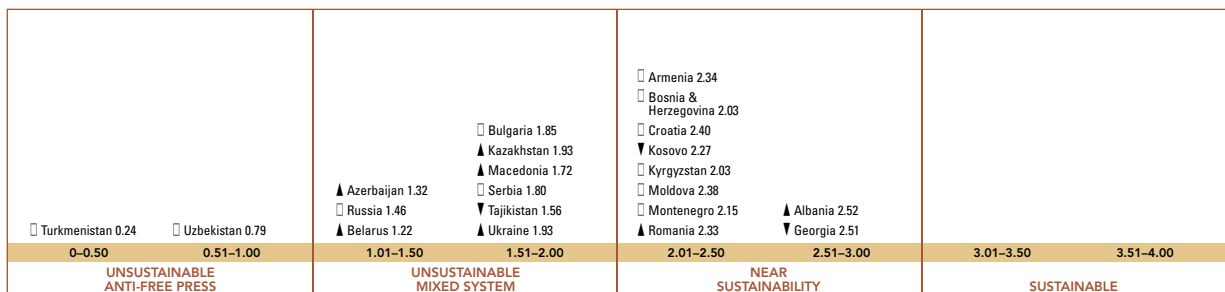 □ Armenia 2.34
□ Bosnia &
Herzegovina 2.03
□ Bulgaria 1.85
□ Croatia 2.40
▲ Kazakhstan 1.93
▼ Kosovo 2.27
▲ Macedonia 1.72
□ Kyrgyzstan 2.03
▲ Azerbaijan 1.32
□ Serbia 1.80
□ Moldova 2.38
□ Russia 1.46
▼ Tajikistan 1.56
□ Montenegro 2.15
▲ Albania 2.52
□ Turkmenistan 0.24
□ Uzbekistan 0.79
▲ Belarus 1.22
▲ Ukraine 1.93
▲ Romania 2.33
▼ Georgia 2.51
0–0.50
0.51–1.00
1.01–1.50
1.51–2.00
2.01–2.50
2.51–3.00
3.01–3.50
3.51–4.00
UNSUSTAINABLE
ANTI-FREE PRESS
UNSUSTAINABLE
MIXED SYSTEM
NEAR
SUSTAINABILITY
SUSTAINABLE